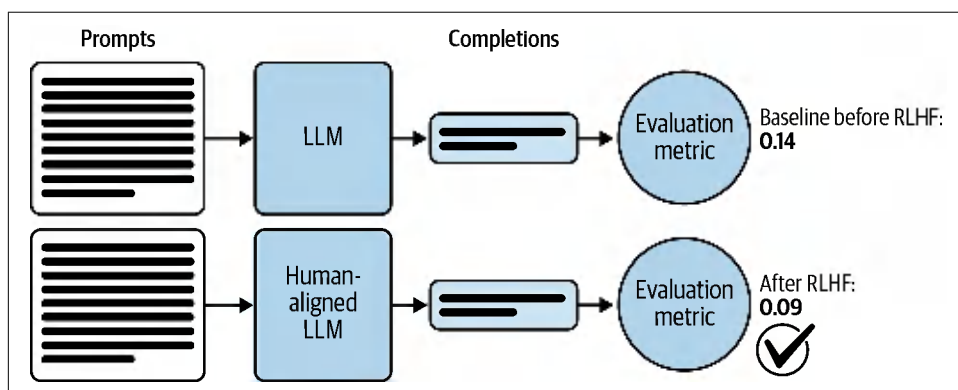 Prompts
Completions
LLM
Evaluation
metric
Baseline before RLHF:
0.14
Human-
aligned
LLM
Evaluation
metric
After RLHF:
0.09